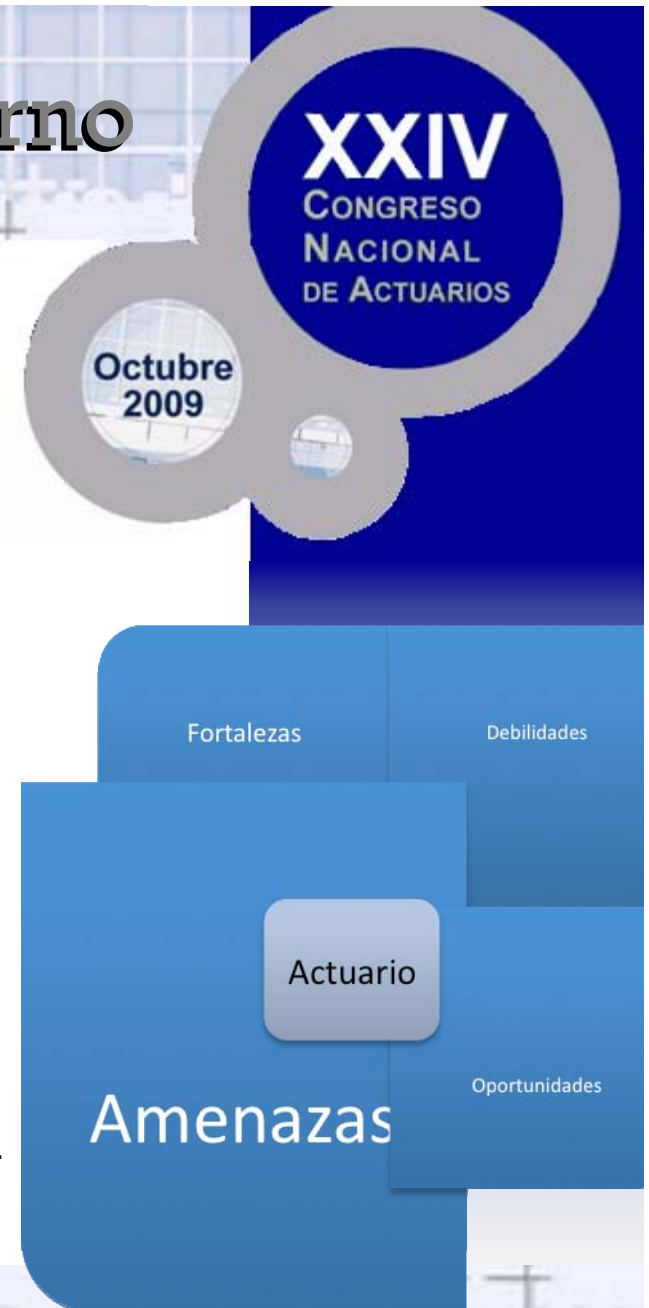 rno
XXIV
CONGRESO
NACIONAL
DE ACTUARIOS
Octubre
2009
Fortalezas
Debilidades
Actuario
Oportunidades
Amenazas
.